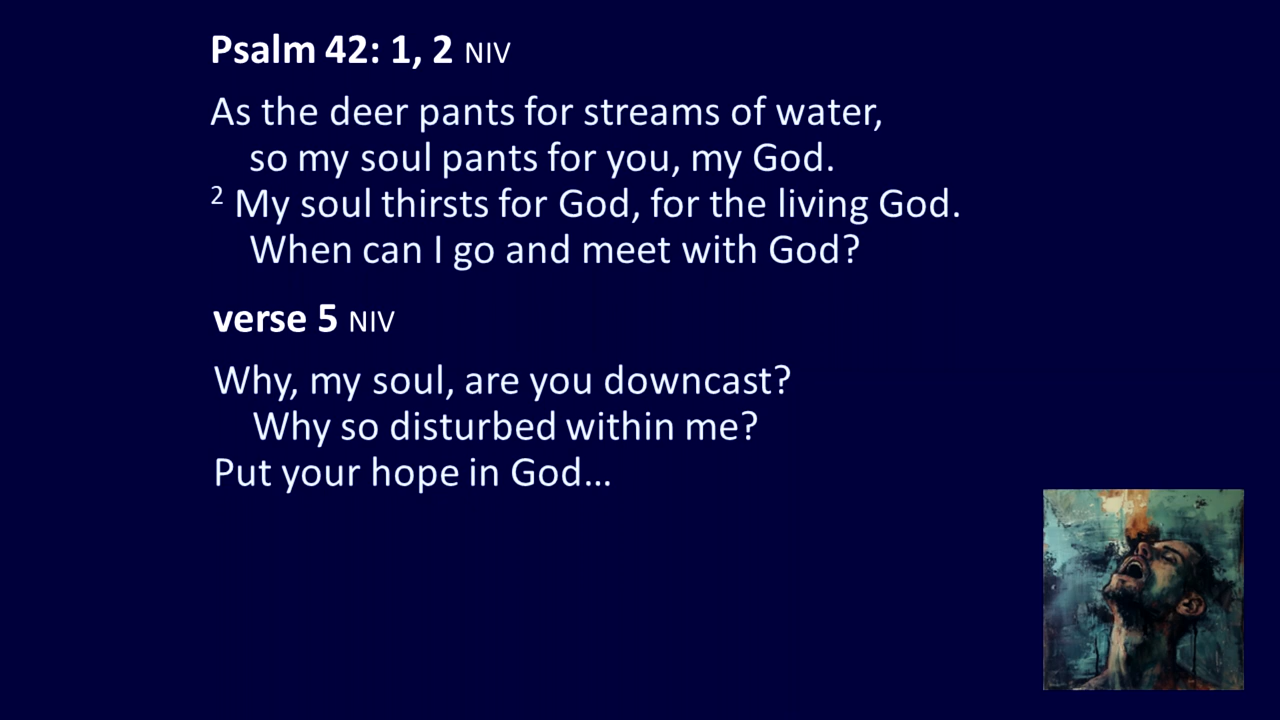 Psalm 42: 1, 2 NIV
As the deer pants for streams of water,
so my soul pants for you, my God.
2 My soul thirsts for God, for the living God.
When can I go and meet with God?
verse 5 NIV
Why, my soul, are you downcast?
Why so disturbed within me?
Put your hope in God…